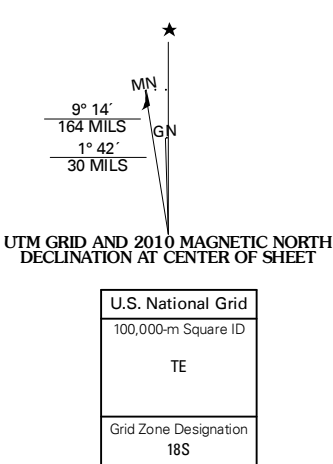 ★
MN
9° 14´
164 MILS
GN
1° 42´
30 MILS
UTM GRID AND 2010 MAGNETIC NORTH
DECLINATION AT CENTER OF SHEET
U.S. National Grid
100,000-m Square ID
TE
Grid Zone Designation
18S